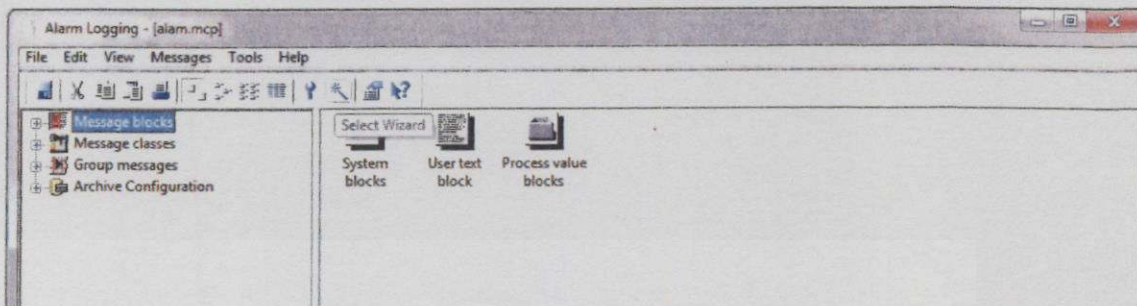 Alarm Logging - [alam.mcp]
File Edit View Messages Tools Help
Message blocks
Message classes
Group messages
Archive Configuration
Select Wizard
System blocks
User text block
Process value blocks